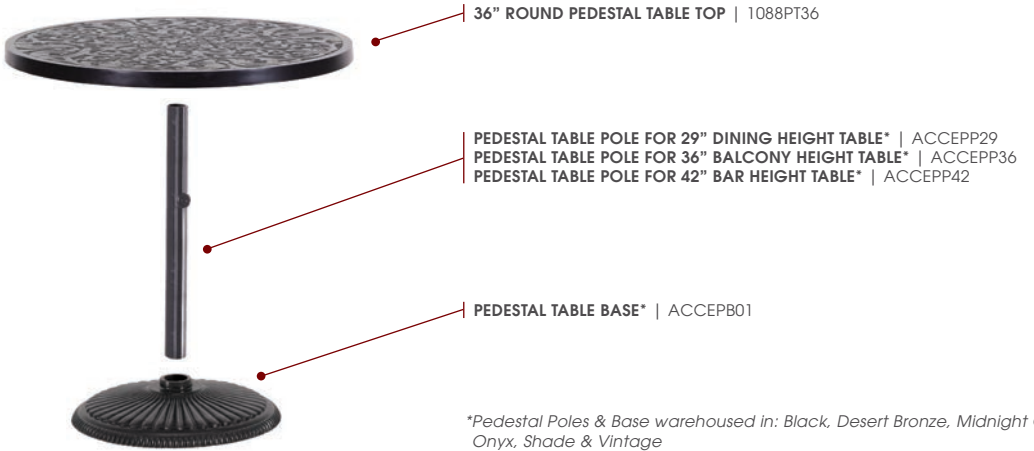 36” ROUND PEDESTAL TABLE TOP | 1088PT36
PEDESTAL TABLE POLE FOR 29” DINING HEIGHT TABLE* | ACCEPP29
PEDESTAL TABLE POLE FOR 36” BALCONY HEIGHT TABLE* | ACCEPP36
PEDESTAL TABLE POLE FOR 42” BAR HEIGHT TABLE* | ACCEPP42
PEDESTAL TABLE BASE* | ACCEPB01
*Pedestal Poles & Base warehoused in: Black, Desert Bronze, Midnight
Onyx, Shade & Vintage